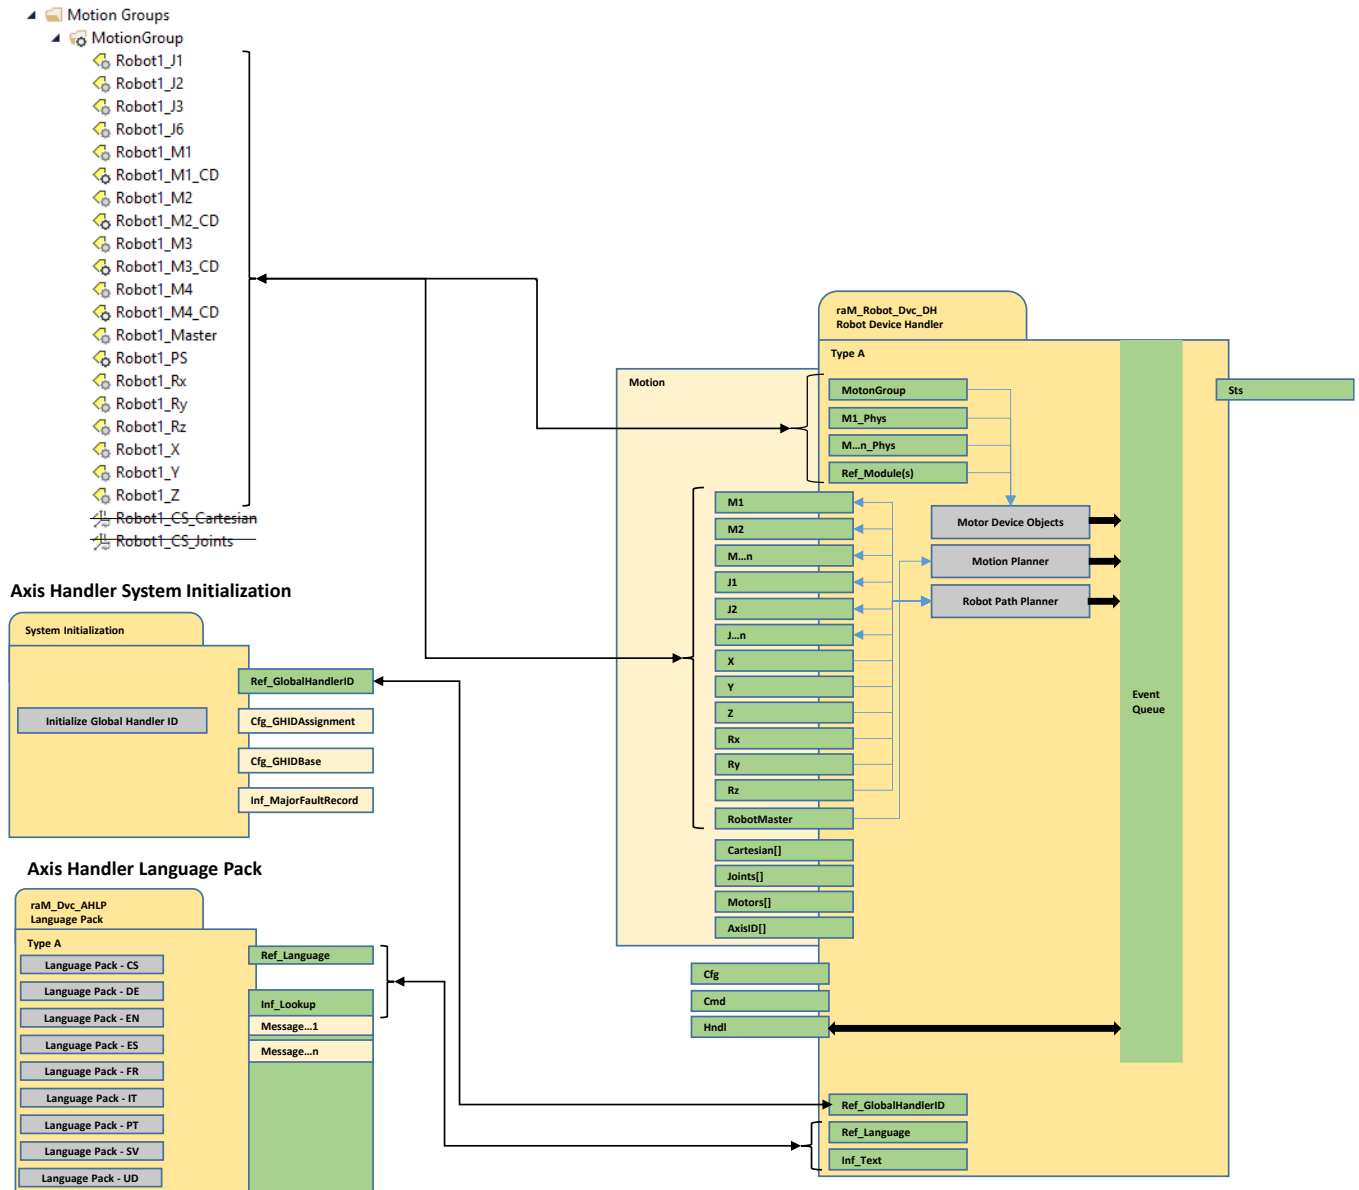 Motion Groups
MotionGroup
Robot1_J1
Robot1_J2
Robot1_J3
Robot1_J6
Robot1_M1
Robot1_M1_CD
Robot1_M2
Robot1_M2_CD
Robot1_M3
Robot1_M3_CD
Robot1_M4
Robot1_M4_CD
Robot1_Master
Robot1_PS
Robot1_Rx
Robot1_Ry
Robot1_Rz
Robot1_X
Robot1_Y
Robot1_Z
Robot1_CS_Cartesian
Robot1_CS_Joints
Axis Handler System Initialization
System Initialization
Ref_GlobalHandlerID
Initialize Global Handler ID
Cfg_GHIDAssignment
Cfg_GHIDBase
Inf_MajorFaultRecord
Axis Handler Language Pack
raM_Dvc_AHLP
Language Pack
Type A
Language Pack - CS
Language Pack - DE
Language Pack - EN
Language Pack - ES
Language Pack - FR
Language Pack - IT
Language Pack - PT
Language Pack - SV
Language Pack - UD
Ref_Language
Inf_Lookup
Message...1
Message...n
raM_Robot_Dvc_DH
Robot Device Handler
Type A
Motion
MotonGroup
M1_Phys
M...n_Phys
Ref_Module(s)
M1
M2
M...n
J1
J2
J...n
X
Y
Z
Rx
Ry
Rz
RobotMaster
Cartesian[]
Joints[]
Motors[]
AxisID[]
Motor Device Objects
Motion Planner
Robot Path Planner
Event
Queue
Sts
Cfg
Cmd
Hndl
Ref_GlobalHandlerID
Ref_Language
Inf_Text